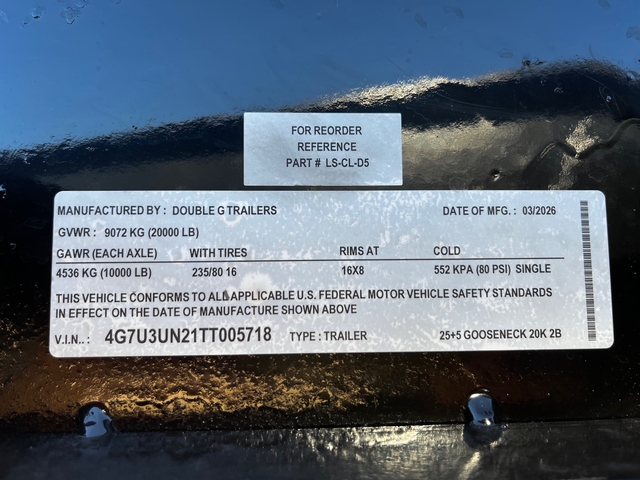 FOR REORDER
REFERENCE
PART # LS-CL-D5
MANUFACTURED BY : DOUBLE G TRAILERS DATE OF MFG. : 03/2026
GVWR : 9072 KG (20000 LB)
GAWR (EACH AXLE) WITH TIRES RIMS AT COLD
4536 KG (10000 LB) 235/80 16 16X8 552 KPA (80 PSI) SINGLE
THIS VEHICLE CONFORMS TO ALL APPLICABLE U.S. FEDERAL MOTOR VEHICLE SAFETY STANDARDS
IN EFFECT ON THE DATE OF MANUFACTURE SHOWN ABOVE
V.I.N.. : 4G7U3UN21TT005718 TYPE : TRAILER 25+5 GOOSENECK 20K 2B